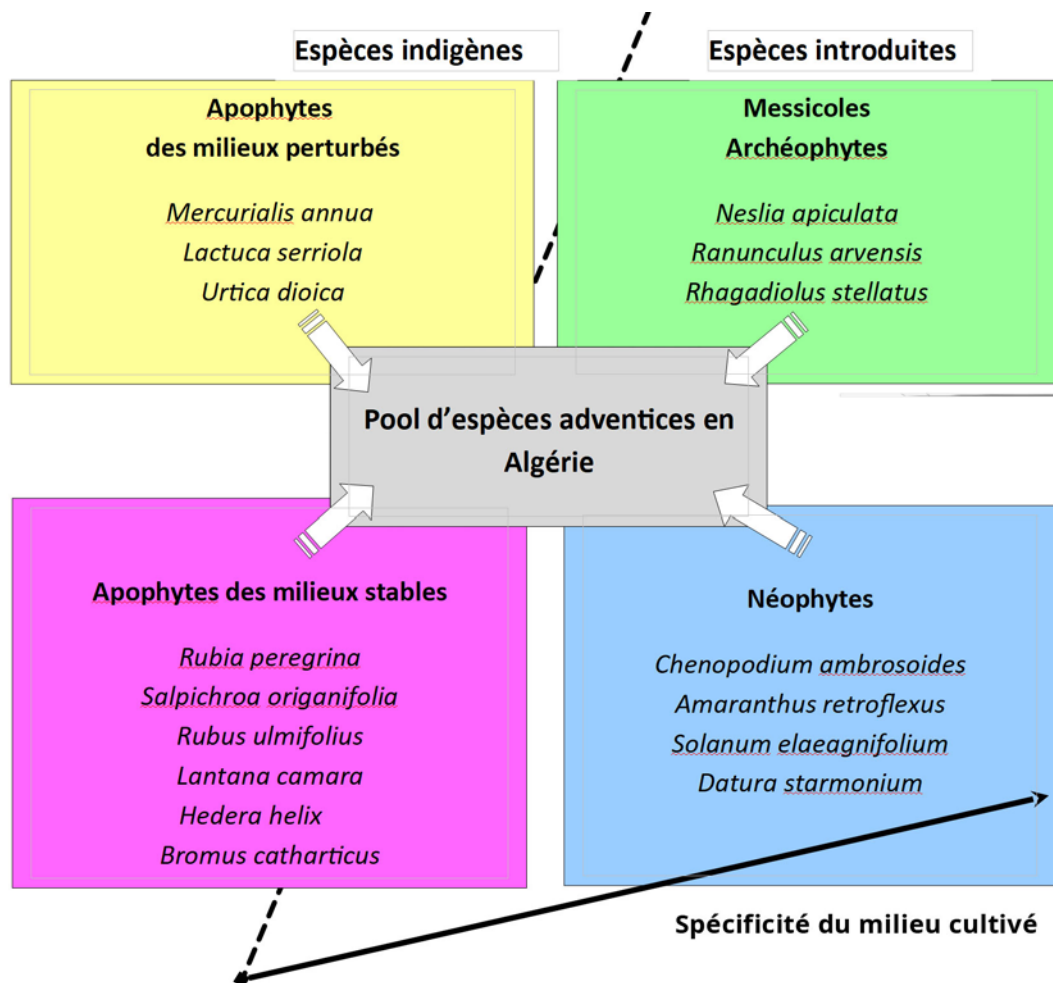 Espèces indigènes
Espèces introduites
Apophytes
des milieux perturbés
Mercurialis annua
Lactuca serriola
Urtica dioica
Messicoles
Archéophytes
Neslia apiculata
Ranunculus arvensis
Rhagadiolus stellatus
Pool d’espèces adventices en
Algérie
Apophytes des milieux stables
Rubia peregrina
Salpichroa origanifolia
Rubus ulmifolius
Lantana camara
Hedera helix
Bromus catharticus
Néophytes
Chenopodium ambrosoides
Amaranthus retroflexus
Solanum elaeagnifolium
Datura starmonium
Spécificité du milieu cultivé